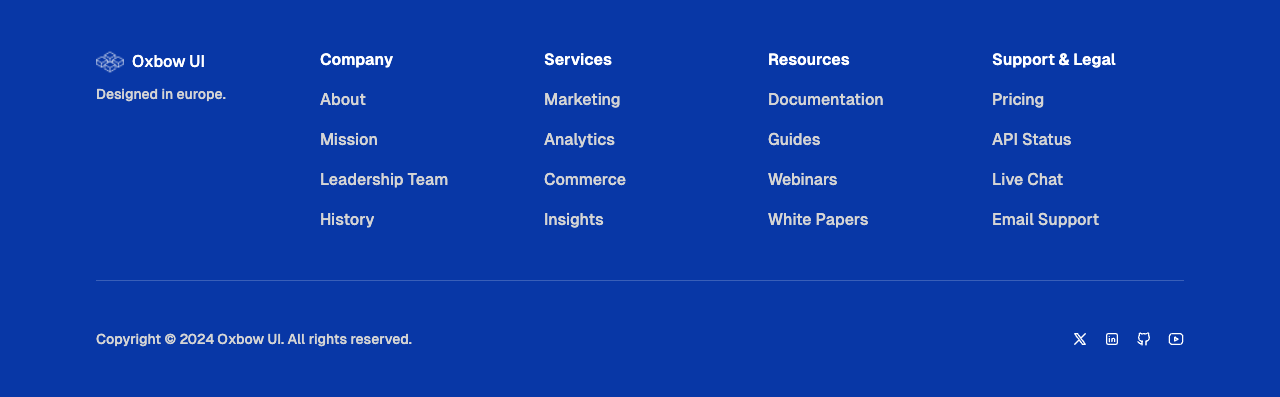 Oxbow UI
Designed in europe.
Company
About
Mission
Leadership Team
History
Services
Marketing
Analytics
Commerce
Insights
Resources
Documentation
Guides
Webinars
White Papers
Support & Legal
Pricing
API Status
Live Chat
Email Support
Copyright © 2024 Oxbow UI. All rights reserved.